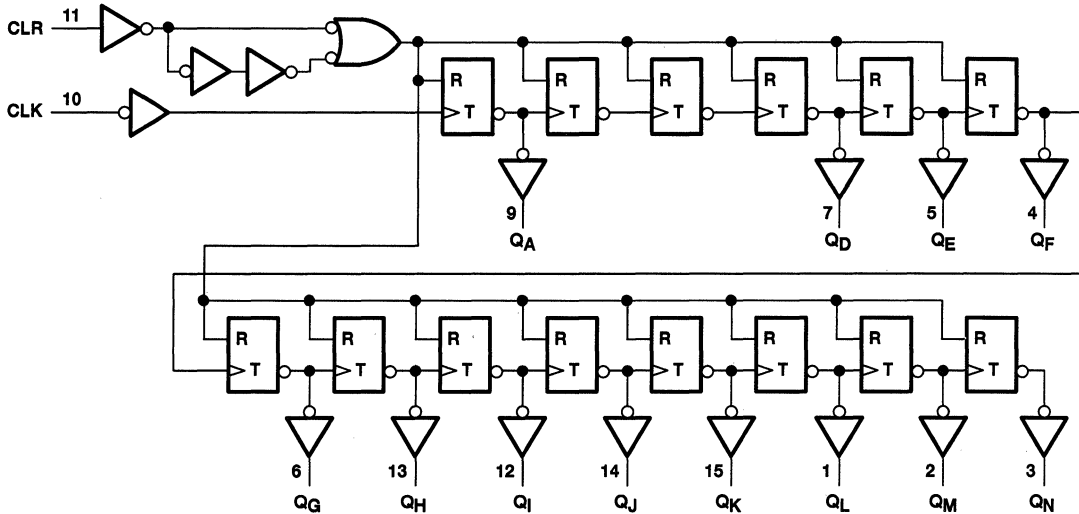 CLR 11
CLK 10
R R R R R R
T T T T T T
9 7 5 4
QA QD QE QF
R R R R R R R R
T T T T T T T T
6 13 12 14 15 1 2 3
QG QH QI QJ QK QL QM QN